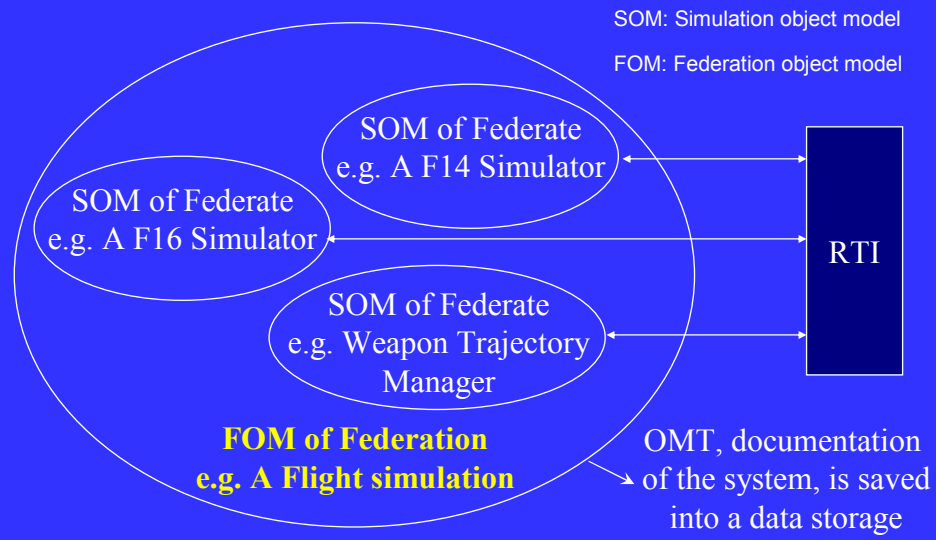 SOM: Simulation object model
FOM: Federation object model
SOM of Federate
e.g. A F14 Simulator
SOM of Federate
e.g. A F16 Simulator
RTI
SOM of Federate
e.g. Weapon Trajectory
Manager
FOM of Federation
e.g. A Flight simulation
OMT, documentation
of the system, is saved
into a data storage